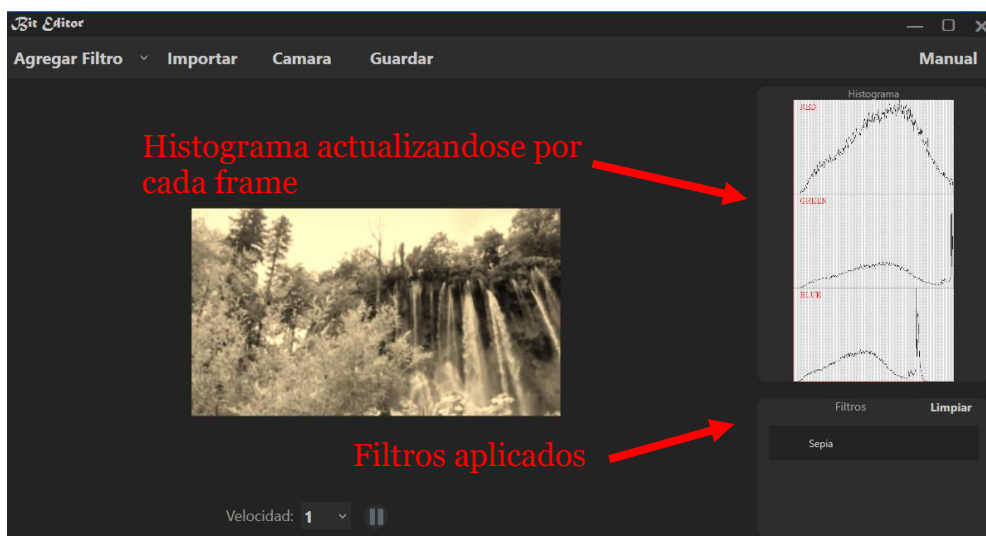 Bit Editor
Agregar Filtro Importar Camara Guardar Manual
Histograma
RED
Histograma actualizandose por
cada frame
GREEN
BLUE
Filtros Limpiar
Sepia
Filtros aplicados
Velocidad: 1